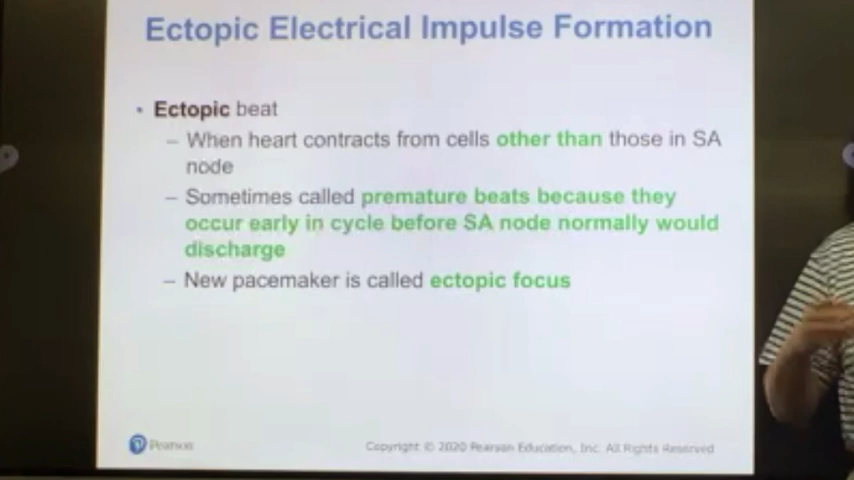 Ectopic Electrical Impulse Formation
• Ectopic beat
– When heart contracts from cells other than those in SA
node
– Sometimes called premature beats because they
occur early in cycle before SA node normally would
discharge
– New pacemaker is called ectopic focus
Pearson
Copyright © 2020 Pearson Education, Inc. All Rights Reserved